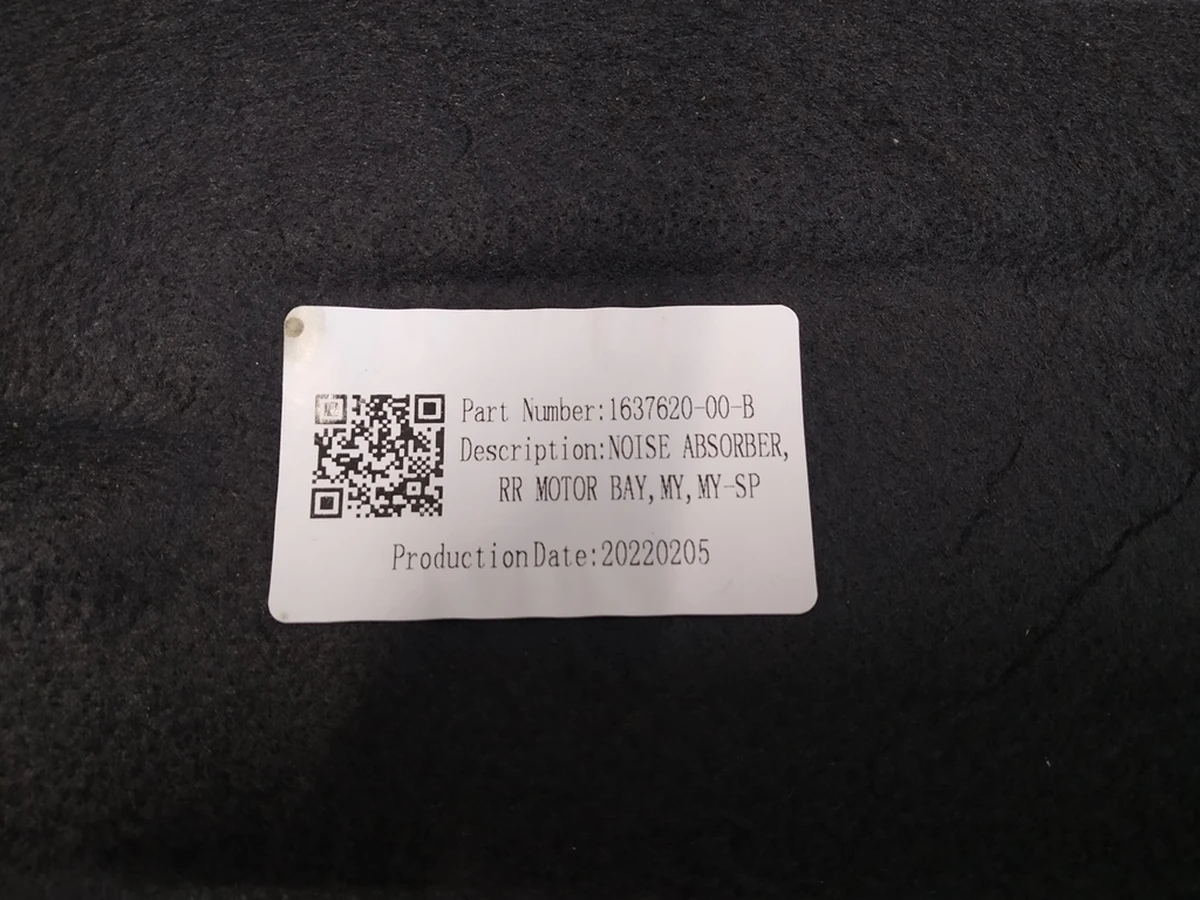 Part Number:1637620-00-B
Description:NOISE ABSORBER,
RR MOTOR BAY,MY,MY-SP
ProductionDate:20220205